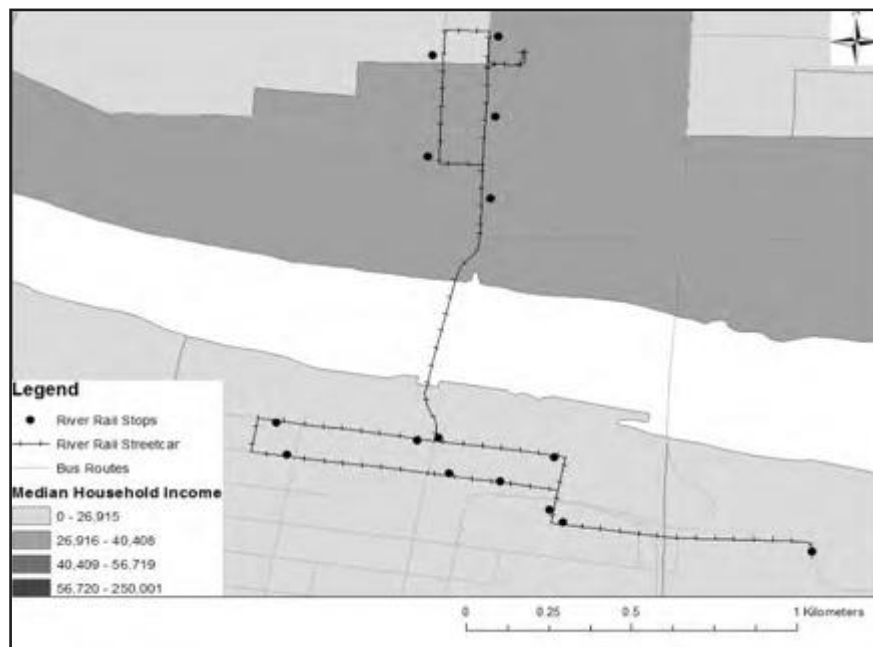 Legend
River Rail Stops
River Rail Streetcar
Bus Routes
Median Household Income
0 - 26,915
26,916 - 40,408
40,409 - 56,719
56,720 - 250,001
0 0.25 0.5 1 Kilometers